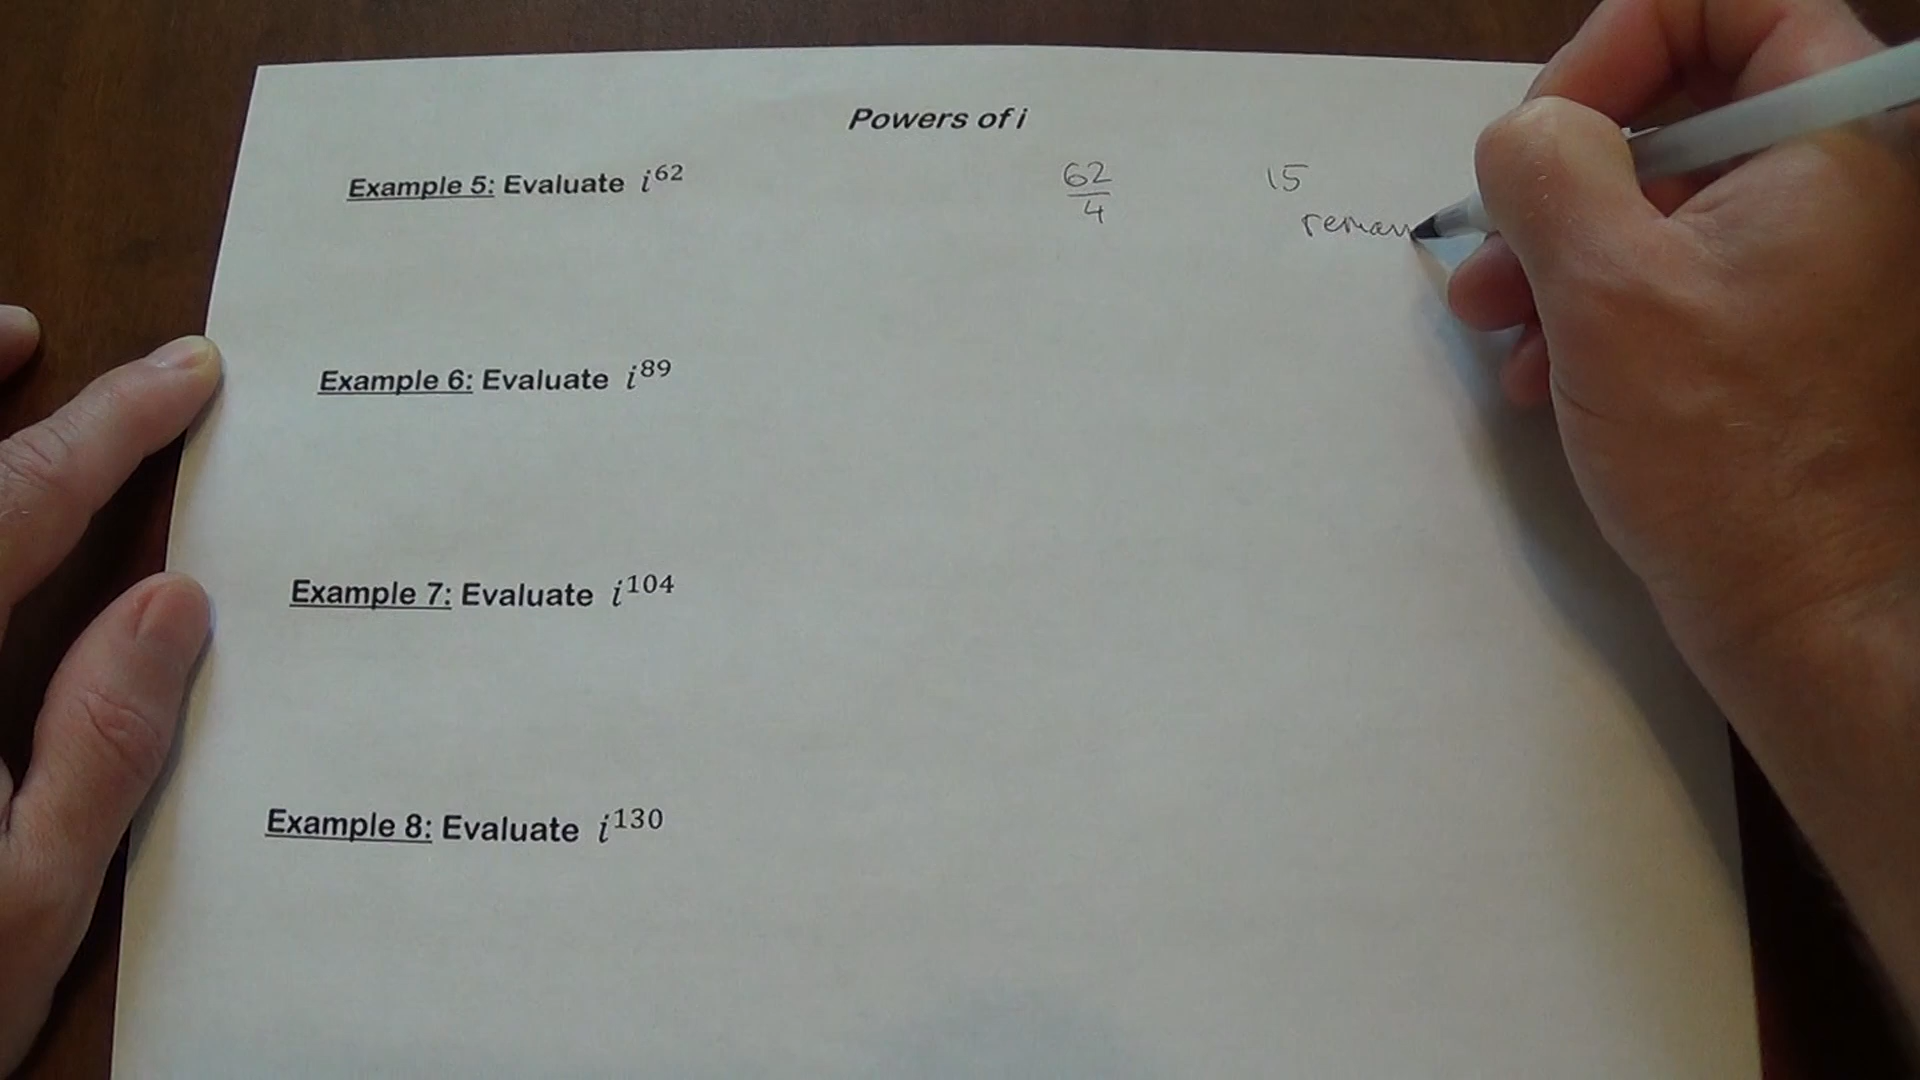 Powers of i
Example 5: Evaluate i^62
62/4
15
remain
Example 6: Evaluate i^89
Example 7: Evaluate i^104
Example 8: Evaluate i^130